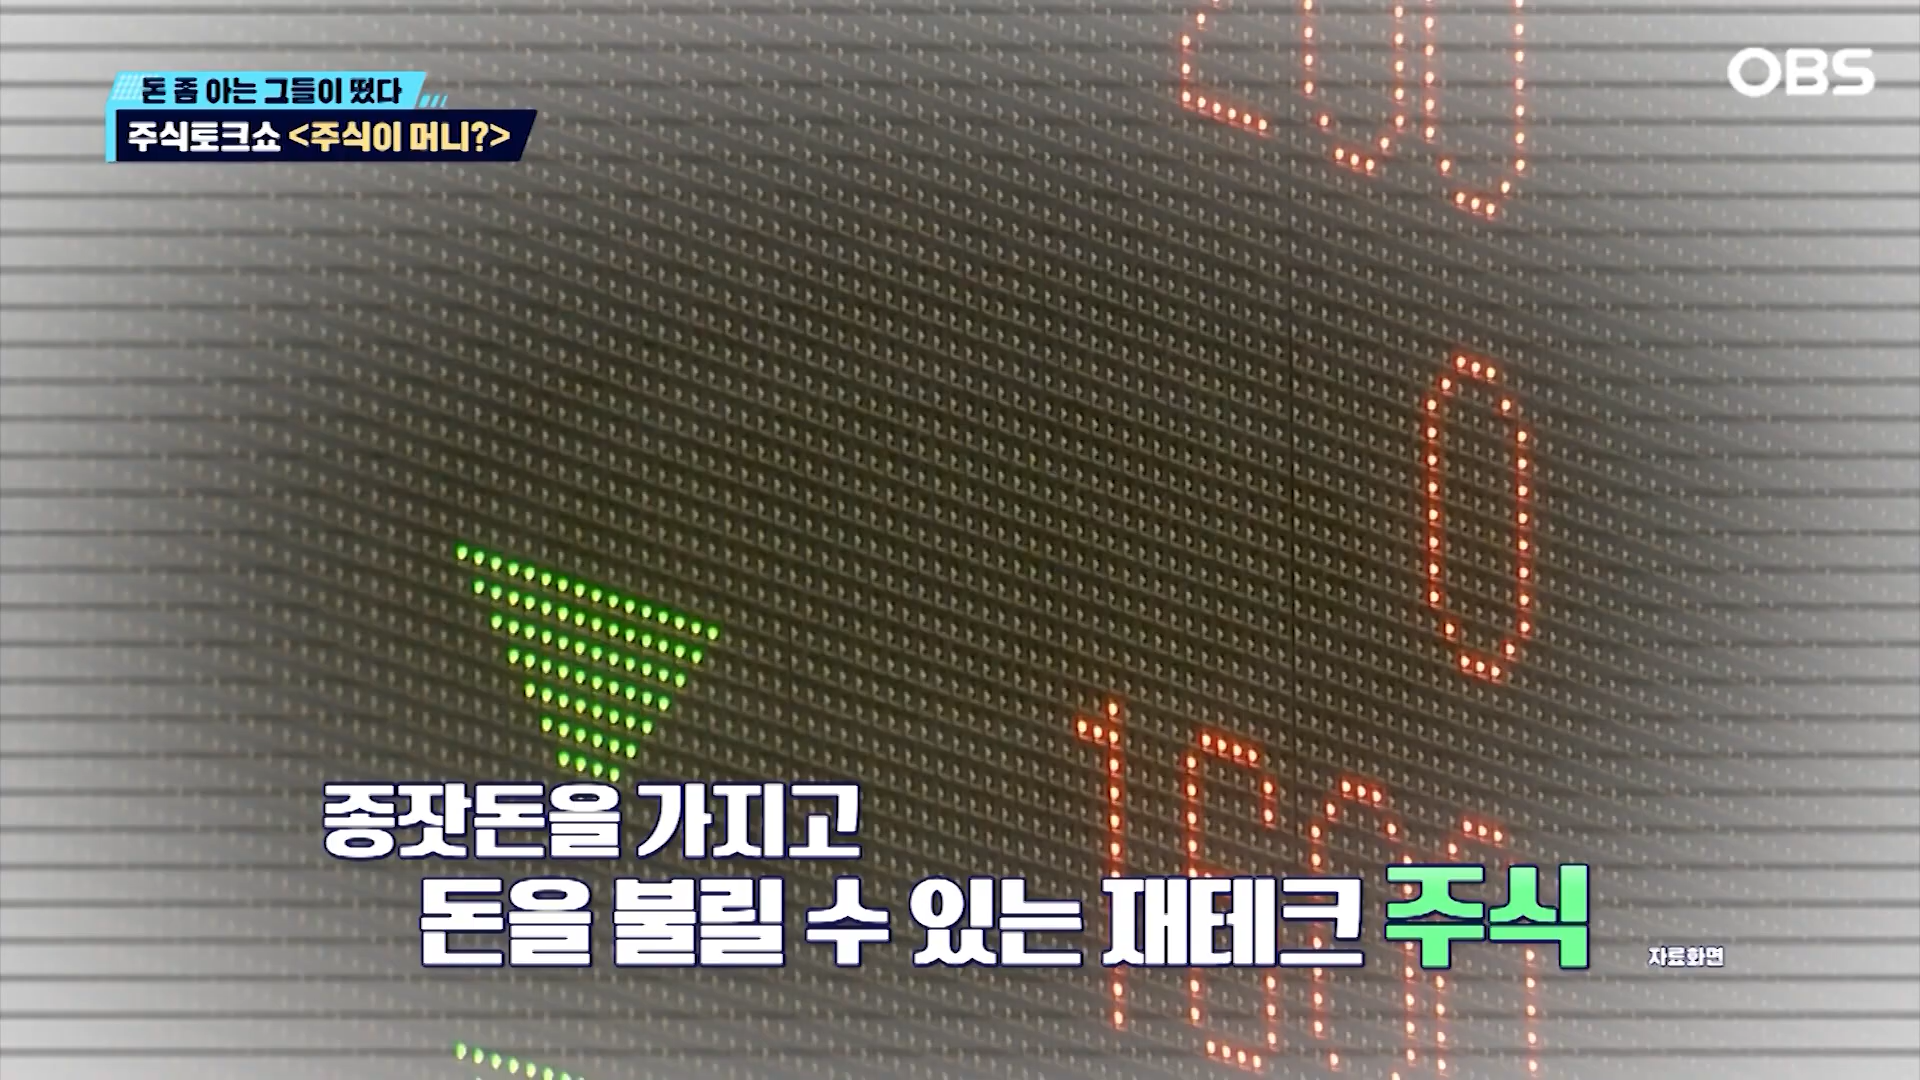 돈 좀 아는 그들이 떴다
OBS
주식토크쇼 <주식이 머니?>
0
종잣돈을 가지고
돈을 불릴 수 있는 재테크 주식
자료화면